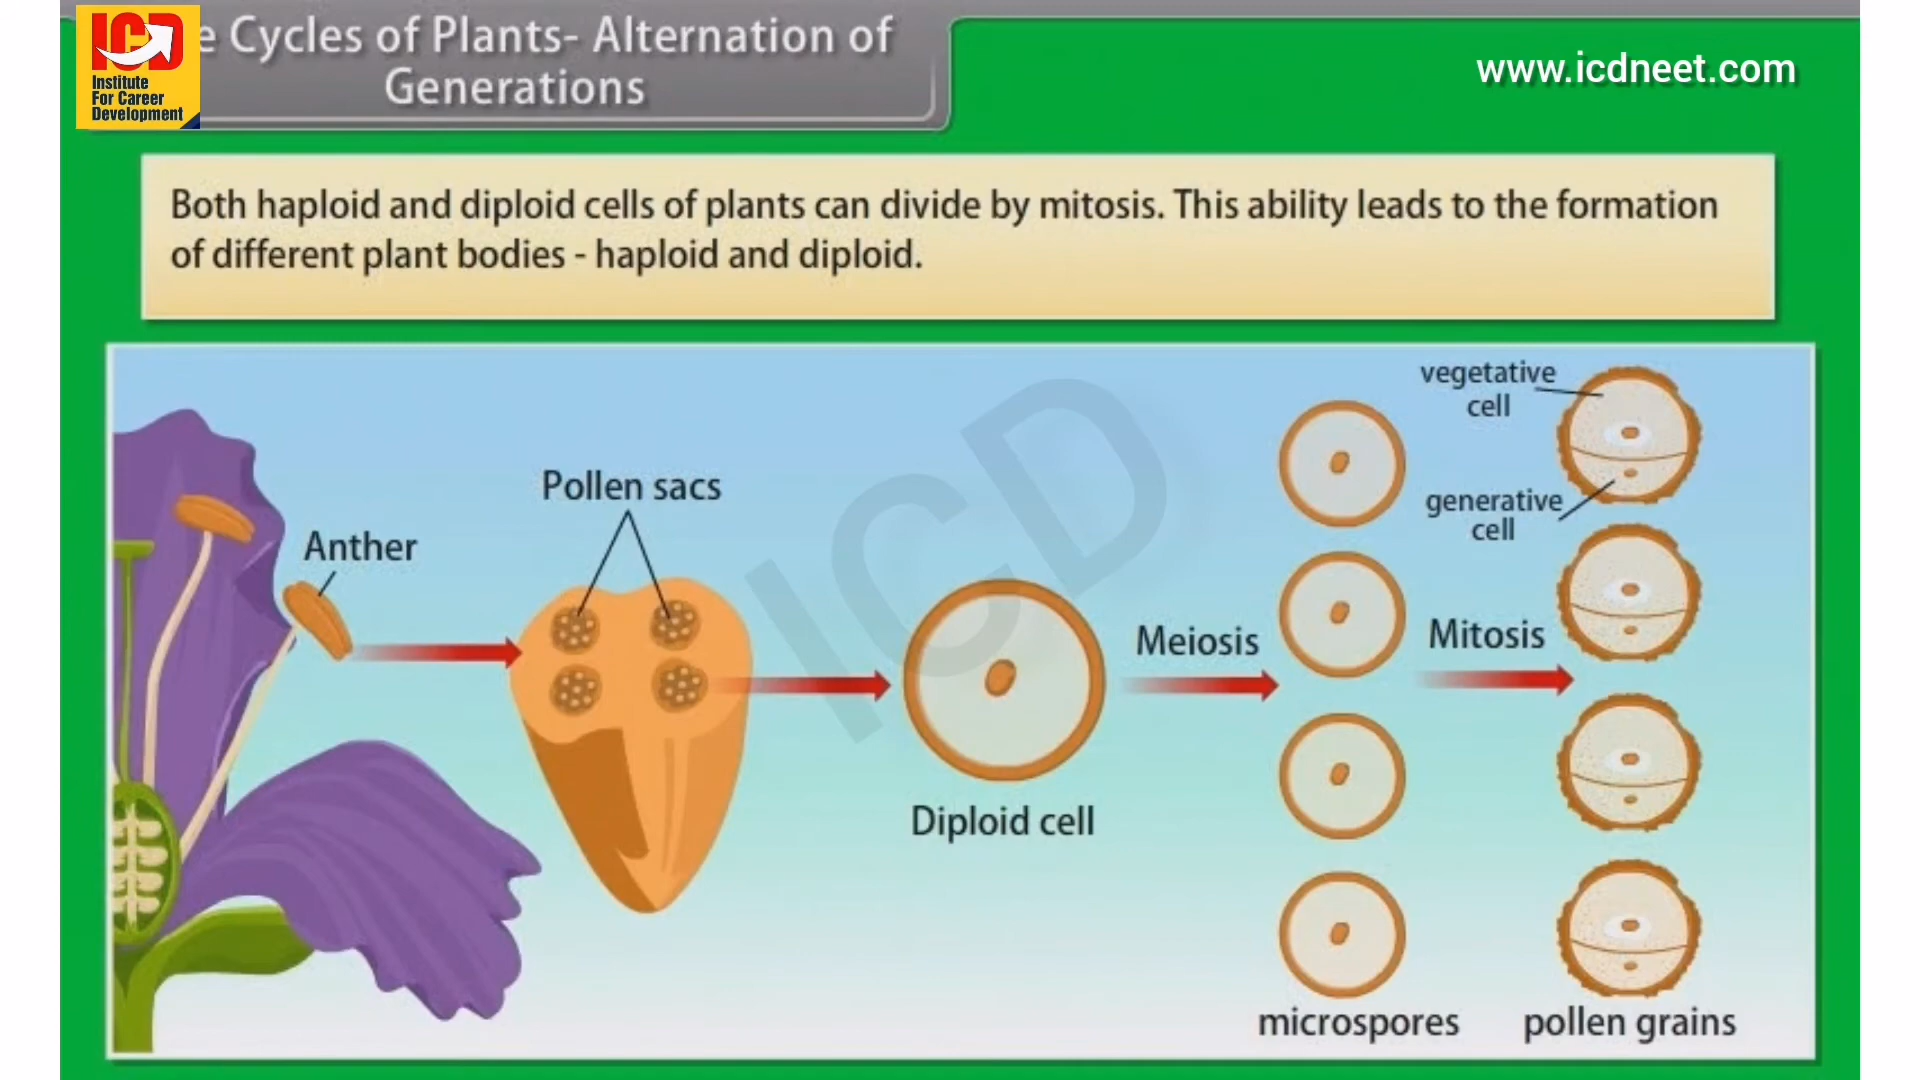 ICD
Institute
For Career
Development
e Cycles of Plants- Alternation of
Generations
www.icdneet.com
Both haploid and diploid cells of plants can divide by mitosis. This ability leads to the formation
of different plant bodies - haploid and diploid.
vegetative
cell
generative
cell
Pollen sacs
Anther
Meiosis
Mitosis
Diploid cell
microspores
pollen grains
ICD